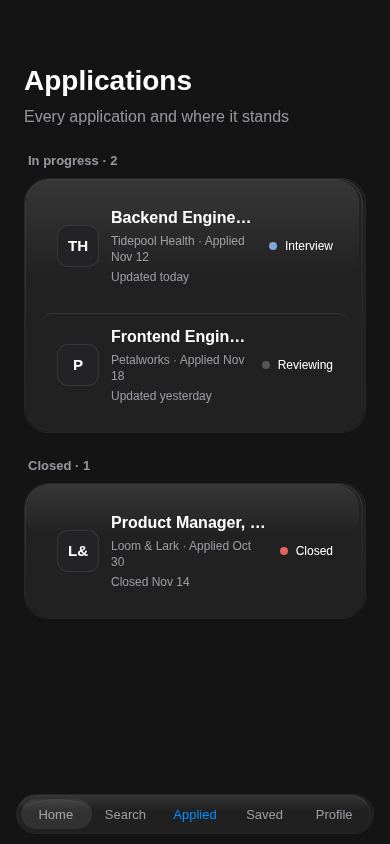 Applications
Every application and where it stands
In progress · 2
TH
Backend Engine…
Tidepool Health · Applied
Nov 12
Updated today
Interview
P
Frontend Engin…
Petalworks · Applied Nov
18
Updated yesterday
Reviewing
Closed · 1
L&
Product Manager, …
Loom & Lark · Applied Oct
30
Closed Nov 14
Closed
Home Search Applied Saved Profile